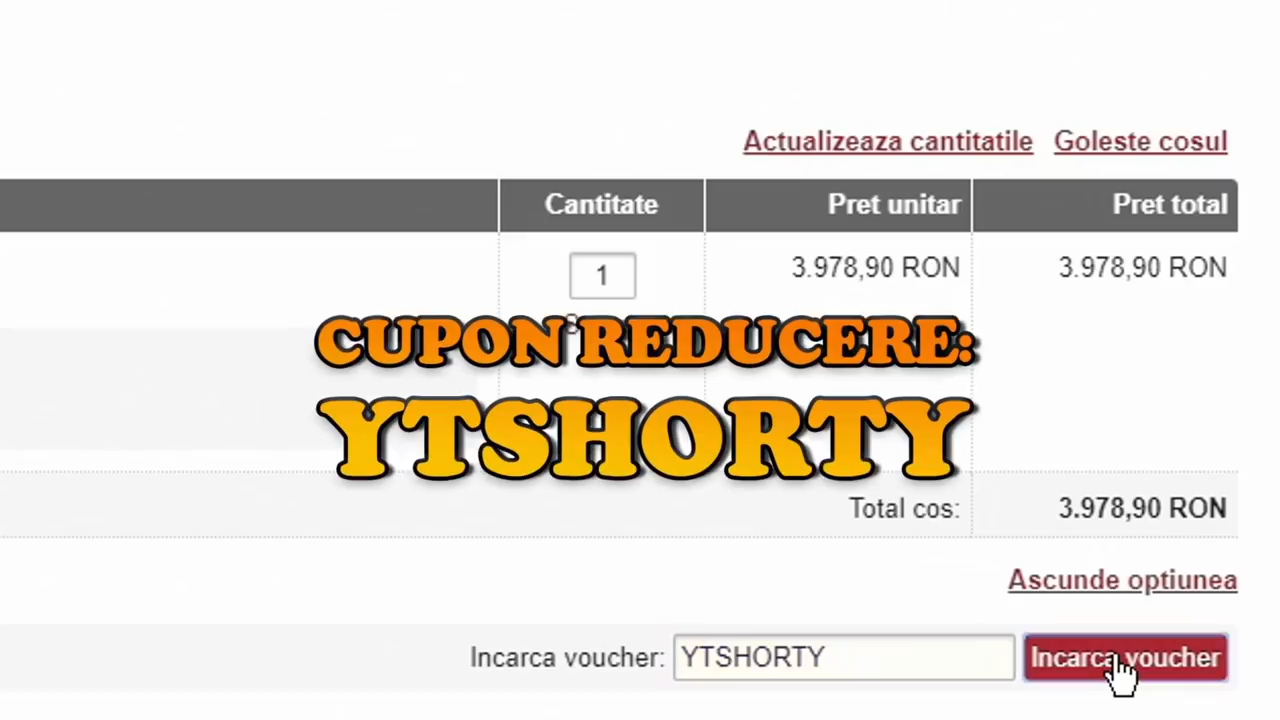 Actualizeaza cantitatile Goleste cosul
Cantitate Pret unitar Pret total
1 3.978,90 RON 3.978,90 RON
CUPON REDUCERE:
YTSHORTY
Total cos: 3.978,90 RON
Ascunde optiunea
Incarca voucher: YTSHORTY Incarca voucher